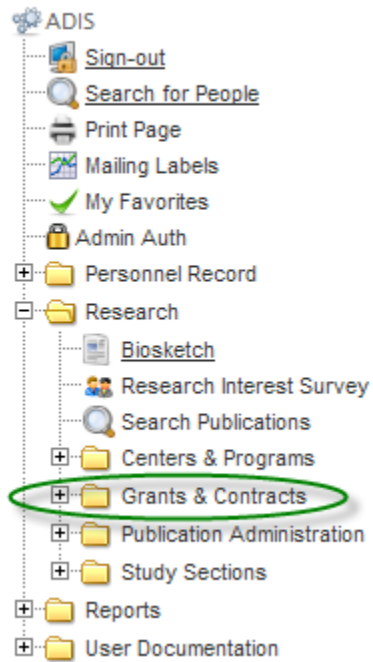 ADIS
Sign-out
Search for People
Print Page
Mailing Labels
My Favorites
Admin Auth
Personnel Record
Research
Biosketch
Research Interest Survey
Search Publications
Centers & Programs
Grants & Contracts
Publication Administration
Study Sections
Reports
User Documentation